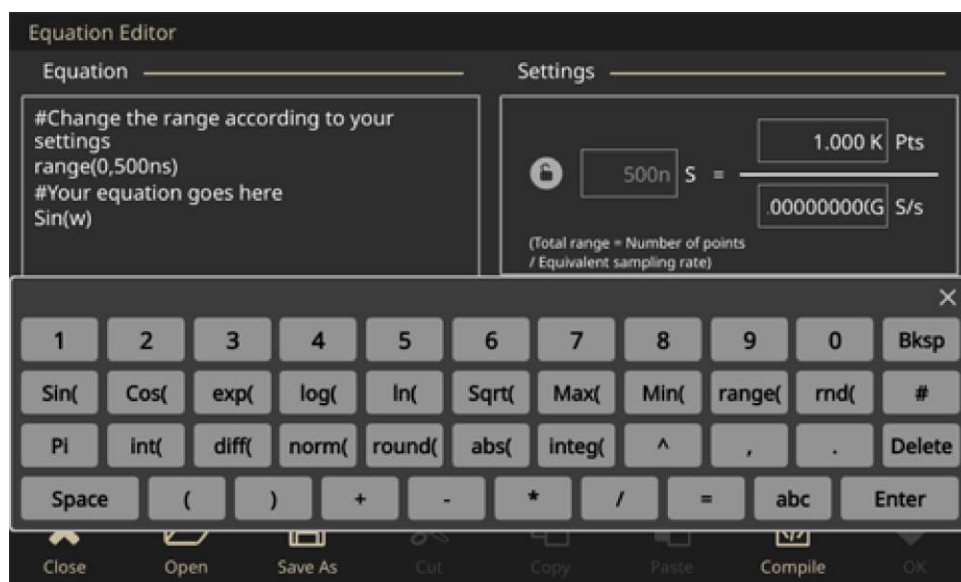 Equation Editor
Equation
Settings
#Change the range according to your
settings
range(0,500ns)
#Your equation goes here
Sin(w)
500n S = 1.000 K Pts
.00000000(G S/s
(Total range = Number of points
/ Equivalent sampling rate)
1 2 3 4 5 6 7 8 9 0 Bksp
Sin( Cos( exp( log( ln( Sqrt( Max( Min( range( rnd( #
Pi int( diff( norm( round( abs( integ( ^ , . Delete
Space ( ) + - * / = abc Enter
Close Open Save As Cut Copy Paste Compile OK